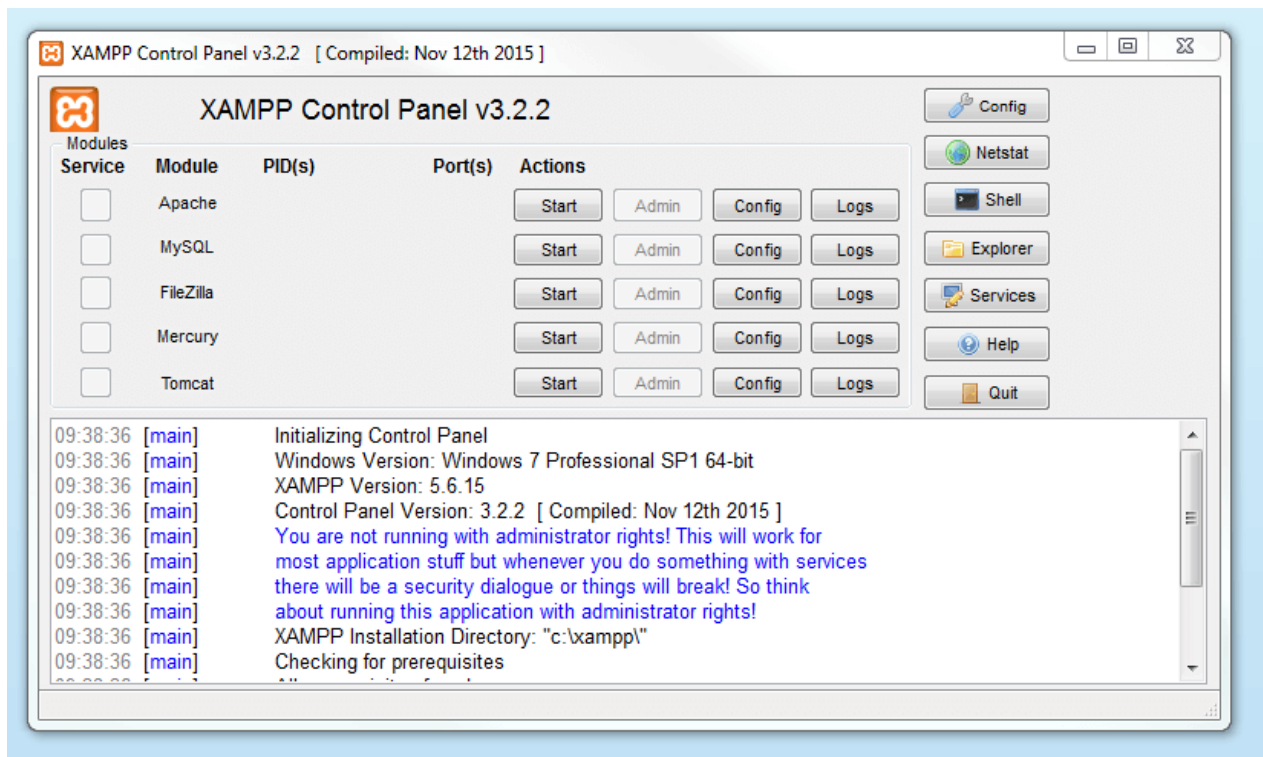 XAMPP Control Panel v3.2.2 [ Compiled: Nov 12th 2015 ]
XAMPP Control Panel v3.2.2
Config
Modules
Service Module PID(s) Port(s) Actions
Netstat
Apache Start Admin Config Logs
Shell
MySQL Start Admin Config Logs
Explorer
FileZilla Start Admin Config Logs
Services
Mercury Start Admin Config Logs
Help
Tomcat Start Admin Config Logs
Quit
09:38:36 [main] Initializing Control Panel
09:38:36 [main] Windows Version: Windows 7 Professional SP1 64-bit
09:38:36 [main] XAMPP Version: 5.6.15
09:38:36 [main] Control Panel Version: 3.2.2 [ Compiled: Nov 12th 2015 ]
09:38:36 [main] You are not running with administrator rights! This will work for
09:38:36 [main] most application stuff but whenever you do something with services
09:38:36 [main] there will be a security dialogue or things will break! So think
09:38:36 [main] about running this application with administrator rights!
09:38:36 [main] XAMPP Installation Directory: "c:\xampp\"
09:38:36 [main] Checking for prerequisites